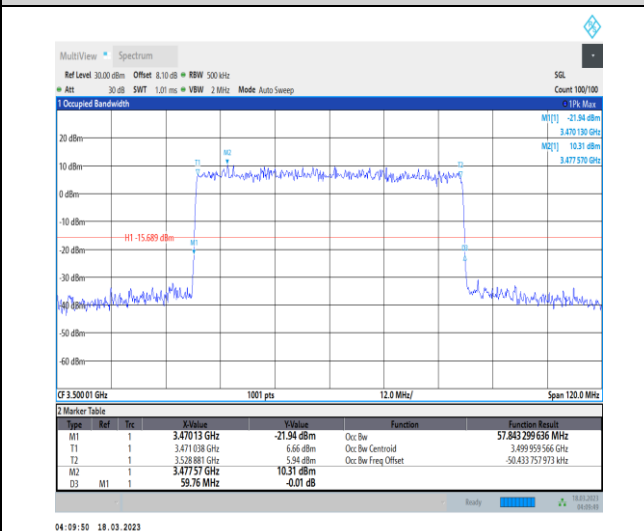 MultiView Spectrum
Ref Level 30.00 dBm Offset 8.10 dB RBW 500 kHz SGL
Att 30 dB SWT 1.01 ms VBW 2 MHz Mode Auto Sweep Count 100/100
1 Occupied Bandwidth 1Pk Max
M1[1] -21.94 dBm
3.470 130 GHz
M2[1] 10.31 dBm
3.477 570 GHz
20 dBm
M2
T1
T2
10 dBm
0 dBm
-10 dBm
H1 -15.689 dBm
M1
-20 dBm
-30 dBm
-40 dBm
-50 dBm
-60 dBm
CF 3.500 01 GHz 1001 pts 12.0 MHz/ Span 120.0 MHz
2 Marker Table
Type Ref Trc X-Value Y-Value Function Function Result
M1 1 3.470 13 GHz -21.94 dBm Occ Bw 57.843 299 636 MHz
T1 1 3.471 038 GHz 6.66 dBm Occ Bw Centroid 3.499 959 566 GHz
T2 1 3.528 881 GHz 5.94 dBm Occ Bw Freq Offset -50.433 757 973 kHz
M2 1 3.477 57 GHz 10.31 dBm
D3 M1 1 59.76 MHz -0.01 dB
Ready 18.03.2023
04:09:49
04:09:50 18.03.2023